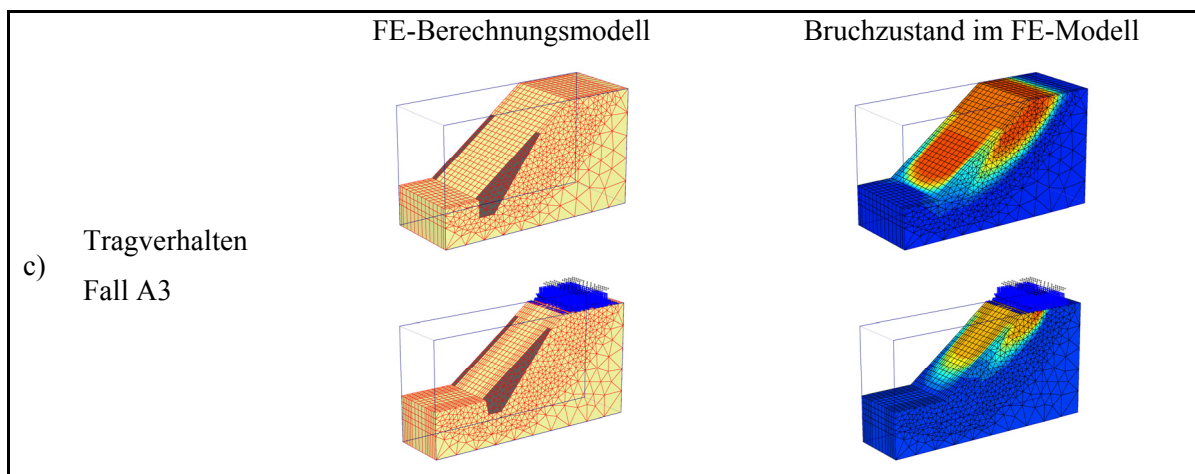 FE-Berechnungsmodell
Bruchzustand im FE-Modell
c)
Tragverhalten
Fall A3